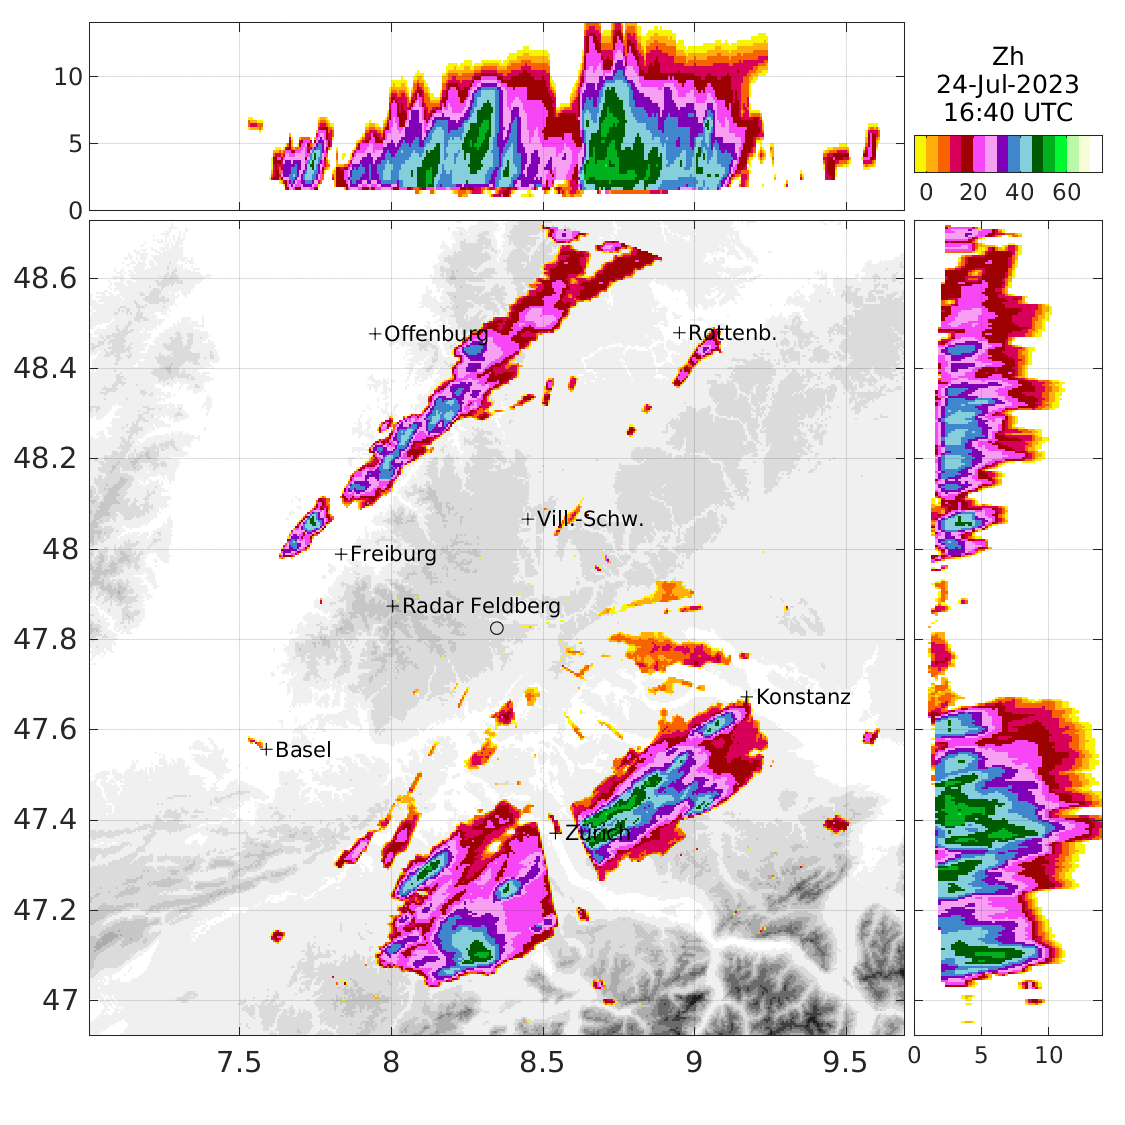 10
5
0
Zh
24-Jul-2023
16:40 UTC
0 20 40 60
48.6
48.4
48.2
48
47.8
47.6
47.4
47.2
47
+Offenburg
+Rottenb.
+Vill.-Schw.
+Freiburg
+Radar Feldberg
+Konstanz
+Basel
+Zürich
7.5 8 8.5 9 9.5
0 5 10